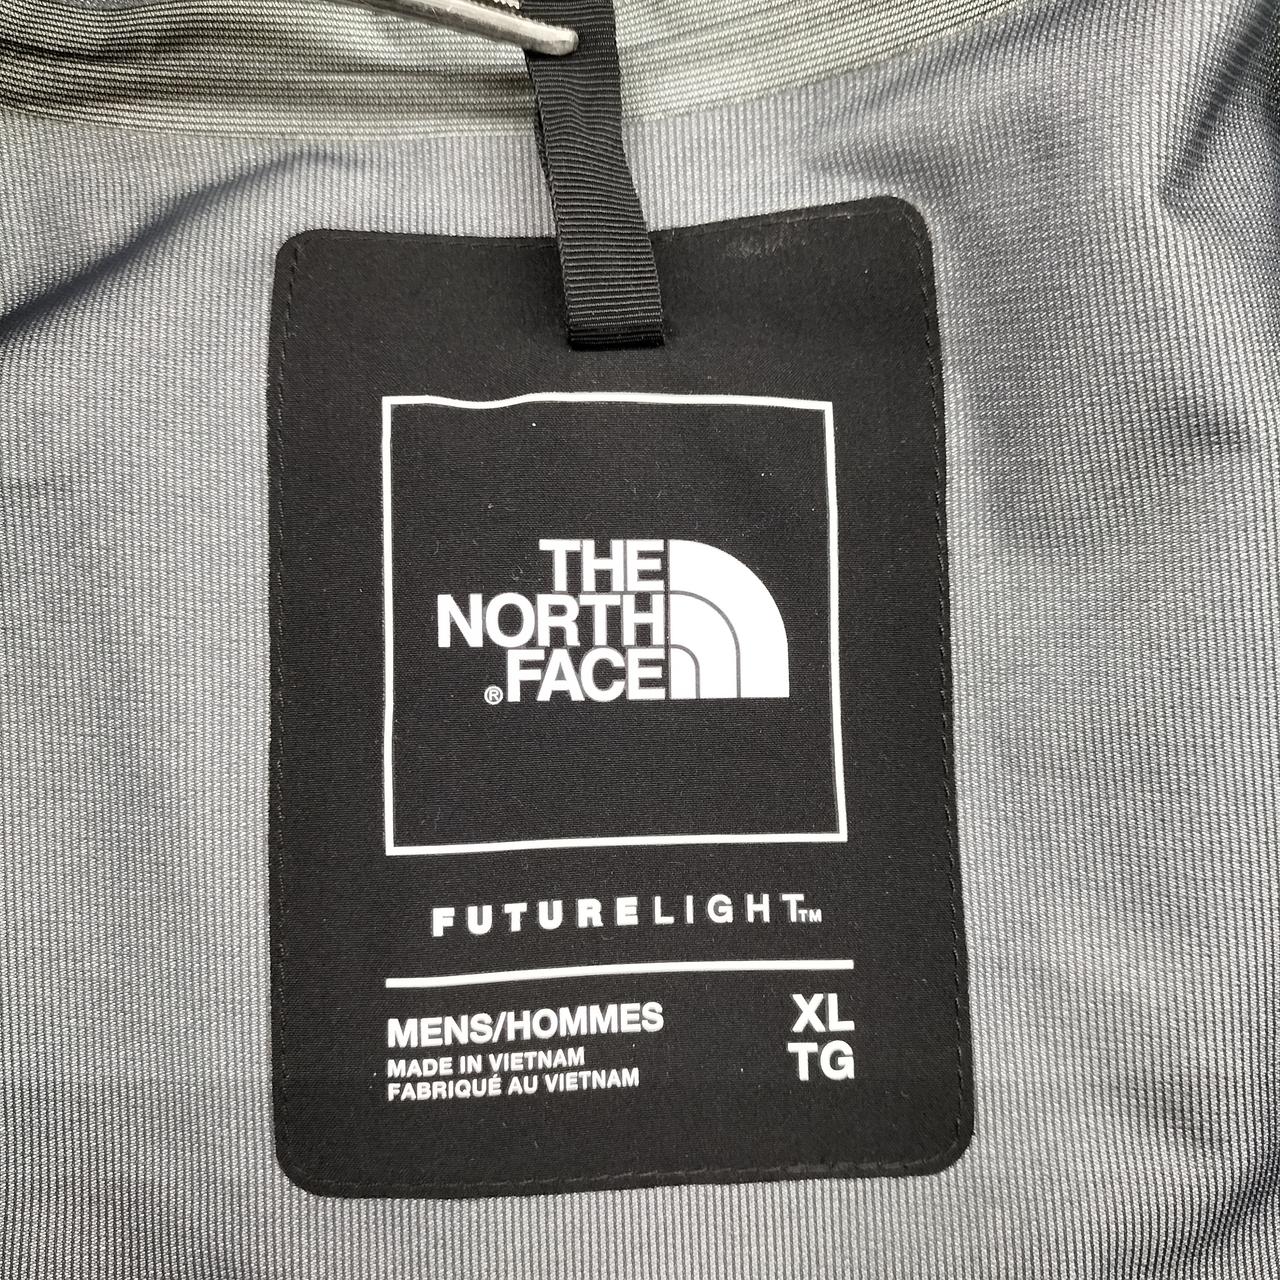 THE
NORTH
®FACE
FUTURELIGHT™
MENS/HOMMES XL
MADE IN VIETNAM TG
FABRIQUÉ AU VIETNAM